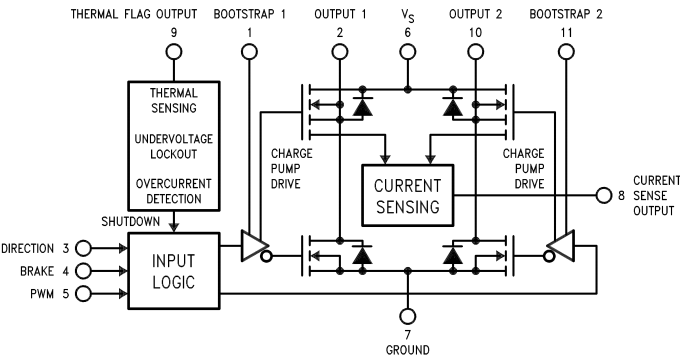 THERMAL FLAG OUTPUT
9
BOOTSTRAP 1
1
OUTPUT 1
2
VS
6
OUTPUT 2
10
BOOTSTRAP 2
11
THERMAL
SENSING
UNDERVOLTAGE
LOCKOUT
OVERCURRENT
DETECTION
SHUTDOWN
CHARGE
PUMP
DRIVE
CURRENT
SENSING
CHARGE
PUMP
DRIVE
8
CURRENT
SENSE
OUTPUT
DIRECTION 3
BRAKE 4
PWM 5
INPUT
LOGIC
7
GROUND